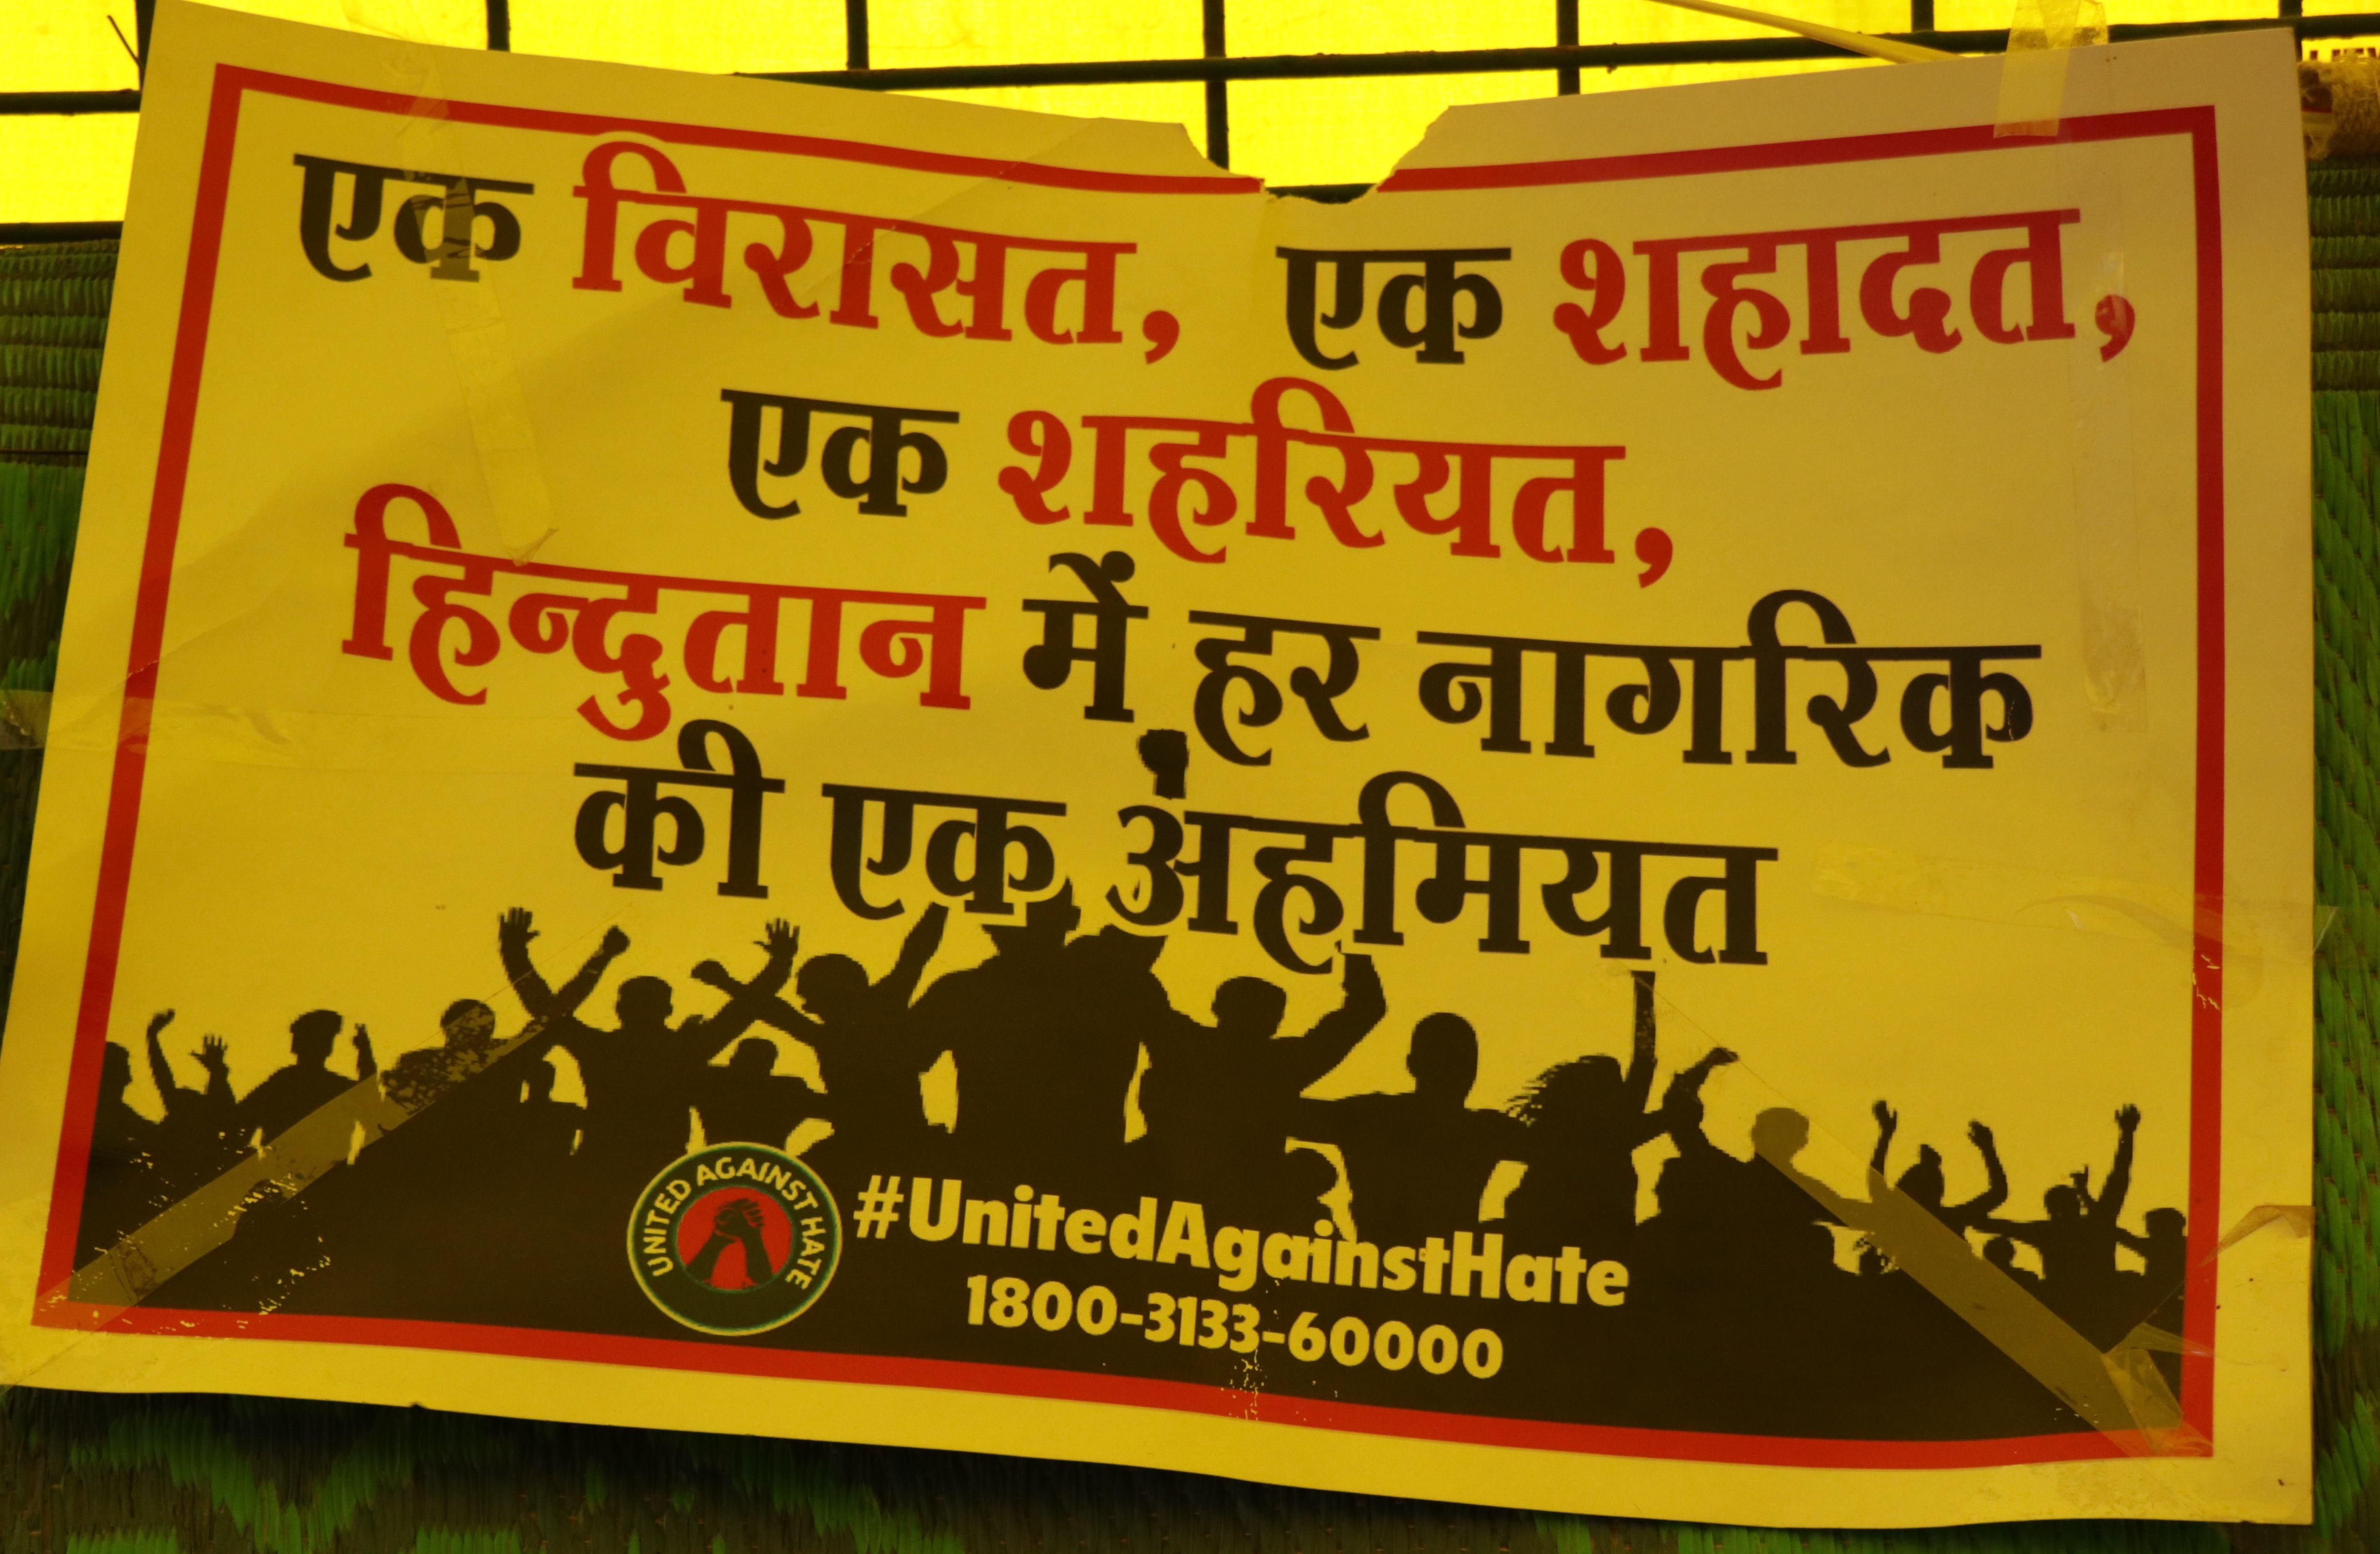 एक विरासत, एक शहादत,
एक शहरियत,
हिन्दुतान में हर नागरिक
की एक अहमियत
UNITED AGAINST HATE
#UnitedAgainstHate
1800-3133-60000